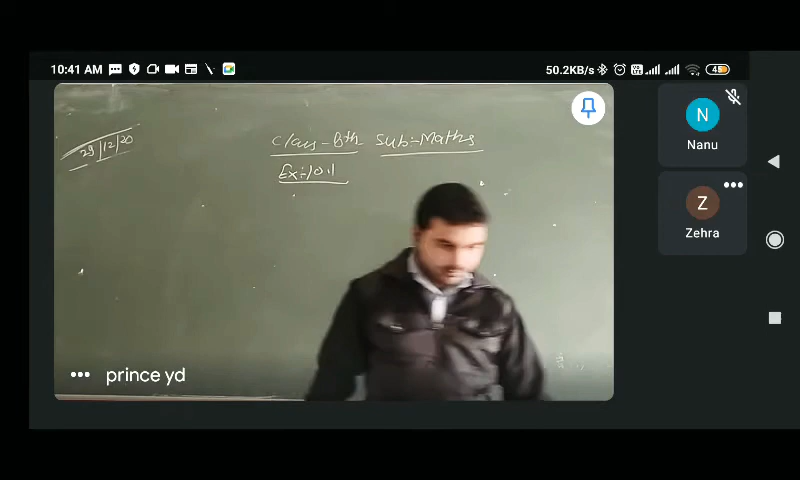 10:41 AM
50.2KB/s
45
29/12/20
Class-8th Sub-Maths
Ex:-10.1
N
Nanu
Z
Zehra
prince yd